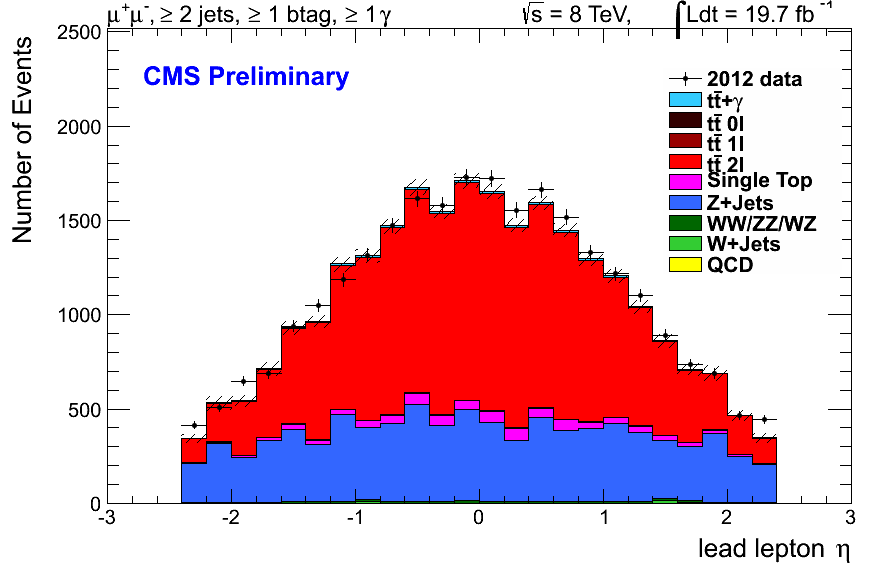 μ⁺μ⁻, ≥ 2 jets, ≥ 1 btag, ≥ 1 γ
√s = 8 TeV, ∫Ldt = 19.7 fb⁻¹
CMS Preliminary
2012 data
tt̄+γ
tt̄ 0l
tt̄ 1l
tt̄ 2l
Single Top
Z+Jets
WW/ZZ/WZ
W+Jets
QCD
Number of Events
2500
2000
1500
1000
500
0
-3
-2
-1
0
1
2
3
lead lepton η